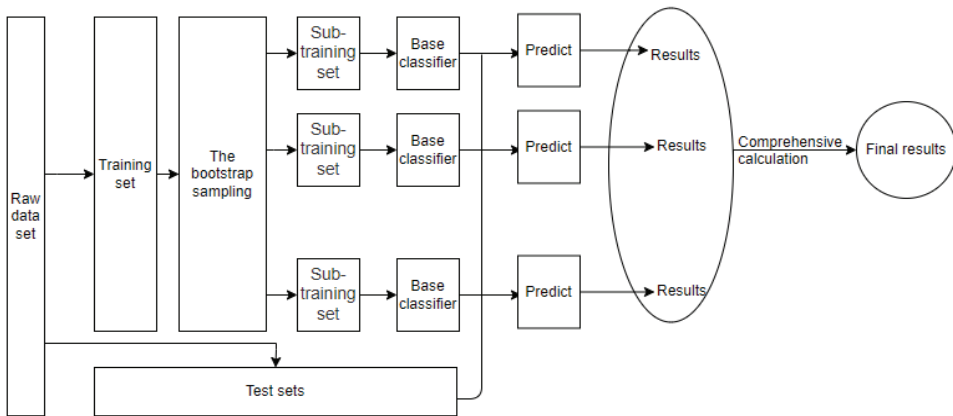 Raw
data
set
Training
set
The
bootstrap
sampling
Sub-
training
set
Base
classifier
Predict
Results
Sub-
training
set
Base
classifier
Predict
Results
Sub-
training
set
Base
classifier
Predict
Results
Comprehensive
calculation
Final results
Test sets